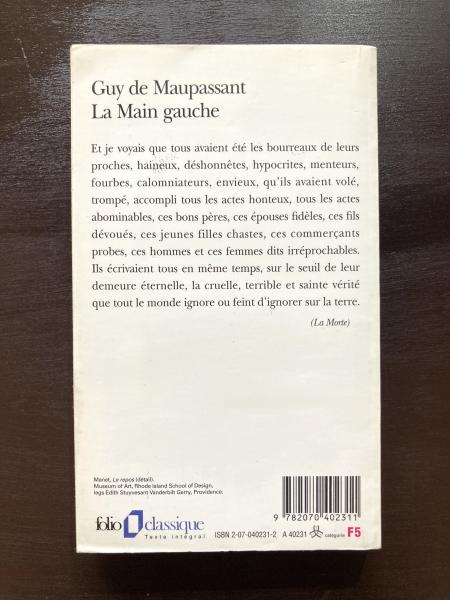 Guy de Maupassant
La Main gauche
Et je voyais que tous avaient été les bourreaux de leurs
proches, haineux, déshonnêtes, hypocrites, menteurs,
fourbes, calomniateurs, envieux, qu'ils avaient volé,
trompé, accompli tous les actes honteux, tous les actes
abominables, ces bons pères, ces épouses fidèles, ces fils
dévoués, ces jeunes filles chastes, ces commerçants
probes, ces hommes et ces femmes dits irréprochables.
Ils écrivaient tous en même temps, sur le seuil de leur
demeure éternelle, la cruelle, terrible et sainte vérité
que tout le monde ignore ou feint d'ignorer sur la terre.
(La Morte)
Manet, Le repos (détail).
Museum of Art, Rhode Island School of Design,
legs Edith Stuyvesant Vanderbilt Gerry, Providence.
9 782070 402311
folio classique
Texte intégral
ISBN 2-07-040231-2 A 40231 catégorie F5